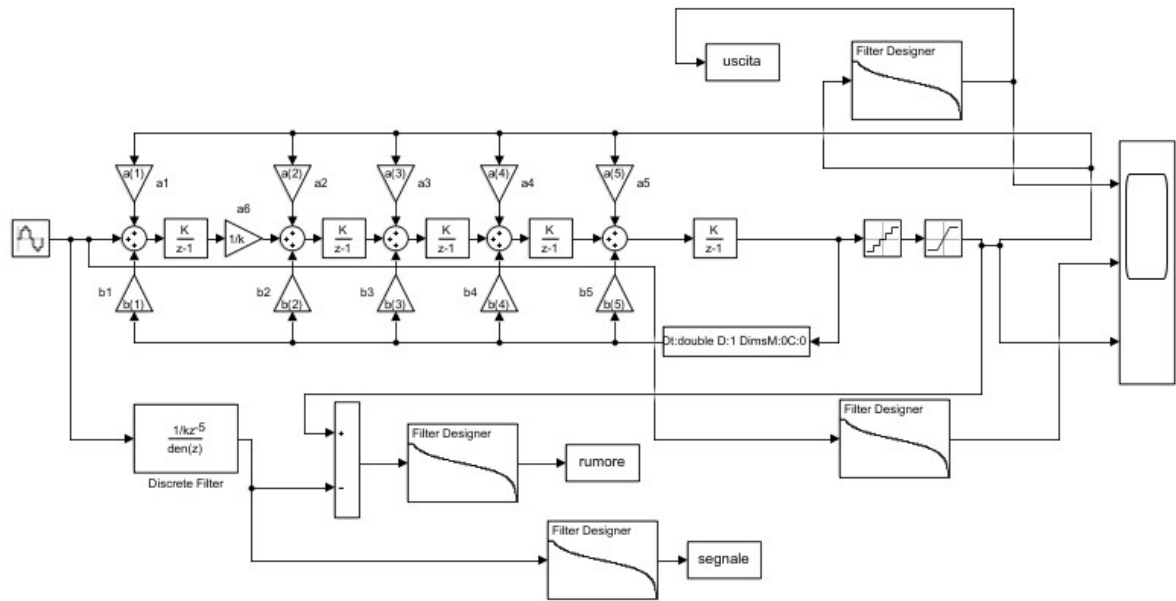 Filter Designer
uscita
a(1)
a1
a(2)
a2
a(3)
a3
a(4)
a4
a(5)
a5
a6
K
z-1
1/k
K
z-1
K
z-1
K
z-1
K
z-1
b1
b(1)
b2
b(2)
b3
b(3)
b4
b(4)
b5
b(5)
Dt:double D:1 DimsM:0C:0
1/kz-5
den(z)
Discrete Filter
+
−
Filter Designer
rumore
Filter Designer
Filter Designer
segnale